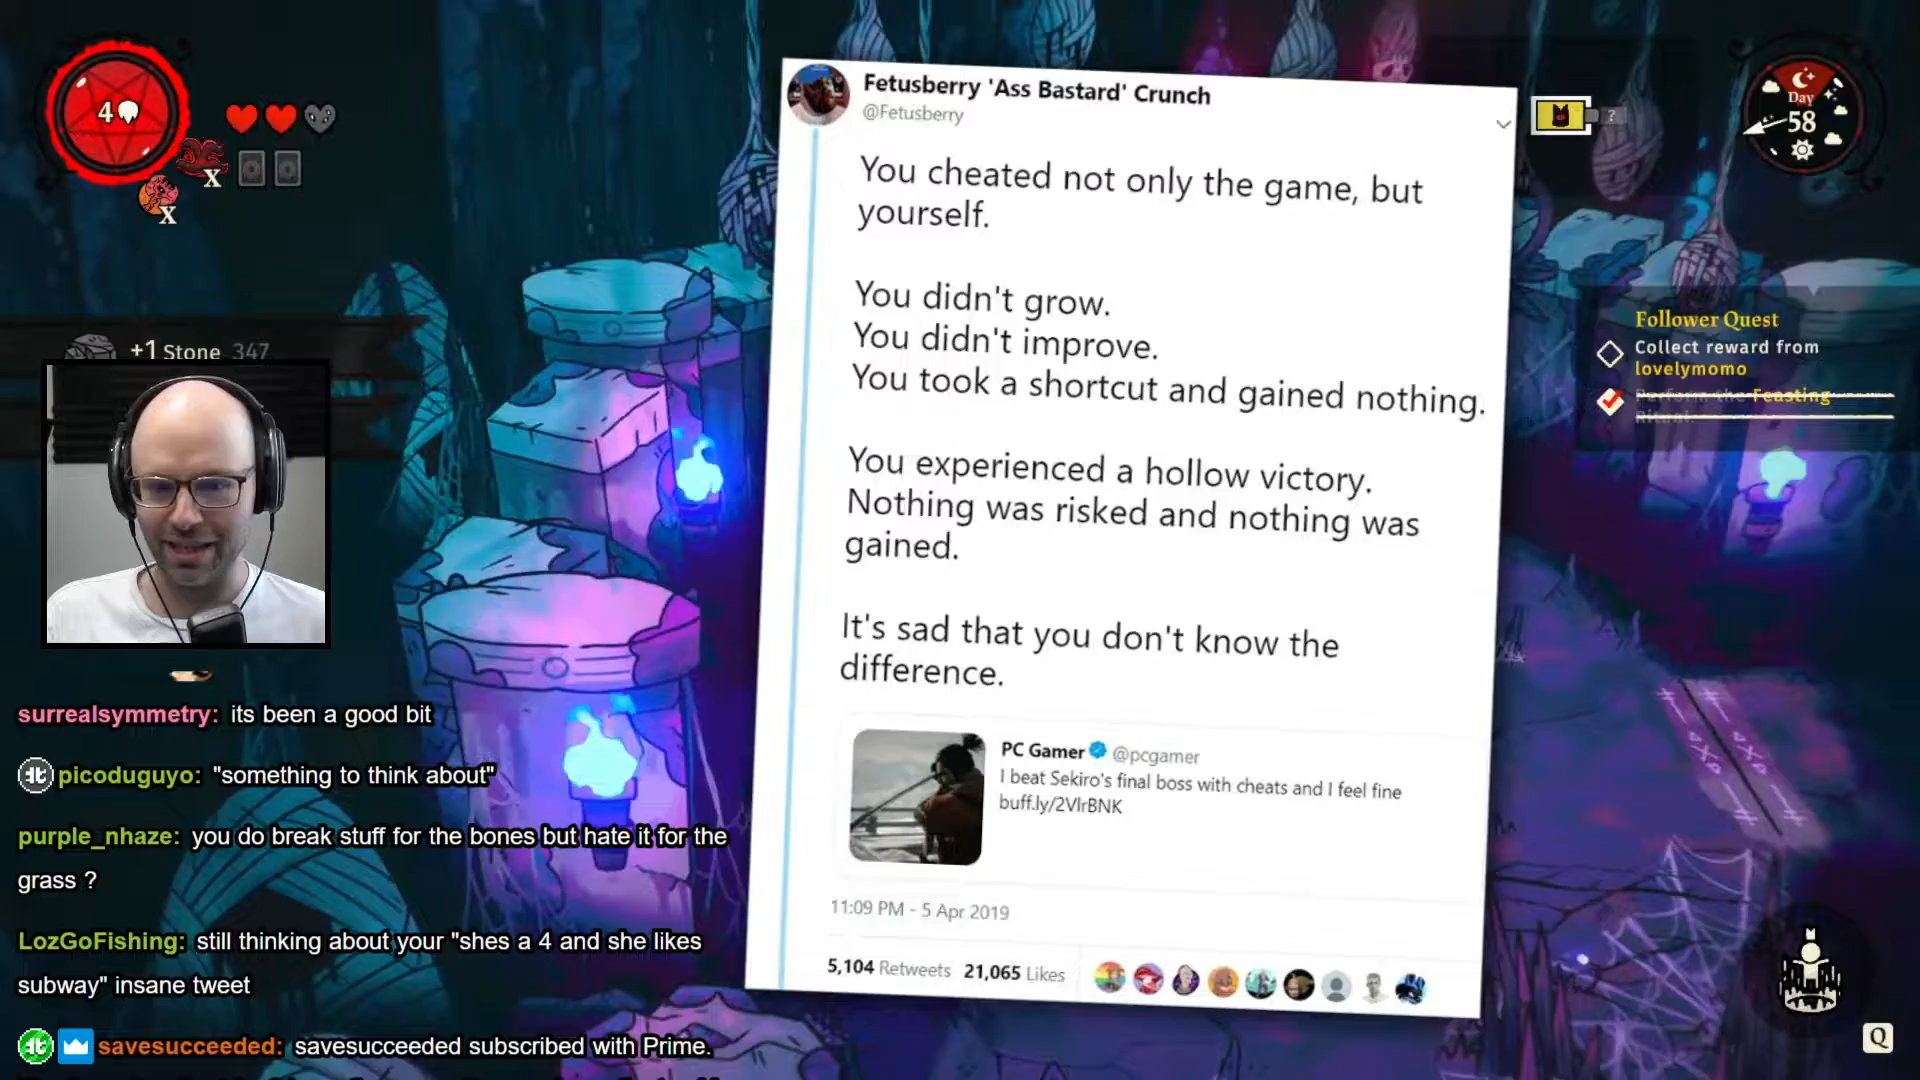 4
X
X
+1 Stone 347
Fetusberry 'Ass Bastard' Crunch
@Fetusberry
You cheated not only the game, but
yourself.
You didn't grow.
You didn't improve.
You took a shortcut and gained nothing.
You experienced a hollow victory.
Nothing was risked and nothing was
gained.
It's sad that you don't know the
difference.
PC Gamer @pcgamer
I beat Sekiro's final boss with cheats and I feel fine
buff.ly/2VlrBNK
11:09 PM - 5 Apr 2019
5,104 Retweets 21,065 Likes
?
Day
58
Follower Quest
Collect reward from
lovelymomo
Perform the Feasting
Ritual.
surrealsymmetry: its been a good bit
picoduguyo: "something to think about"
purple_nhaze: you do break stuff for the bones but hate it for the
grass ?
LozGoFishing: still thinking about your "shes a 4 and she likes
subway" insane tweet
savesucceeded: savesucceeded subscribed with Prime.
Q